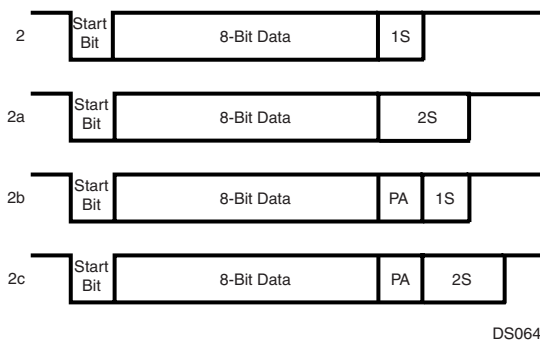 2 Start Bit 8-Bit Data 1S
2a Start Bit 8-Bit Data 2S
2b Start Bit 8-Bit Data PA 1S
2c Start Bit 8-Bit Data PA 2S
DS064